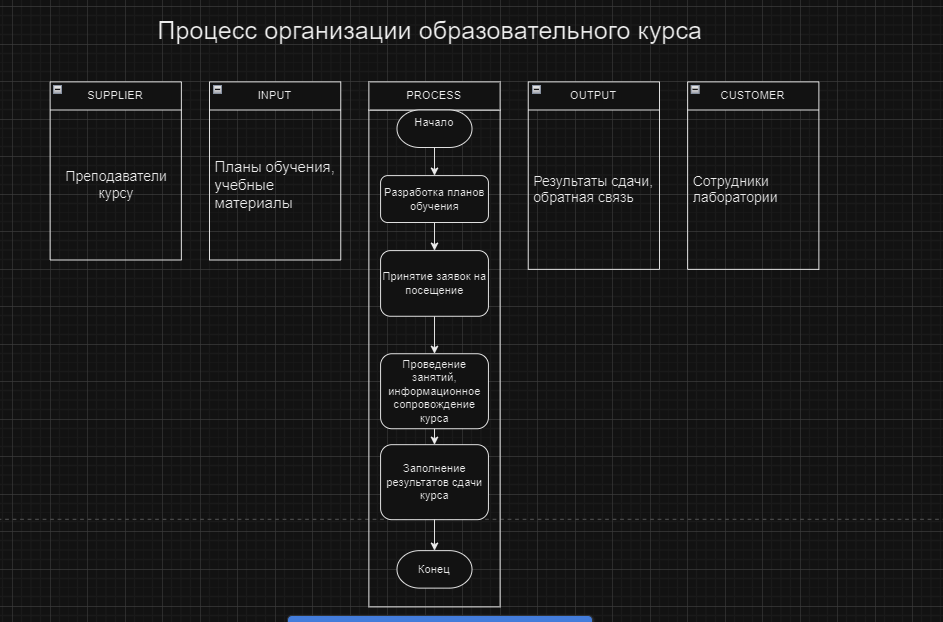 Процесс организации образовательного курса
SUPPLIER
Преподаватели
курсу
INPUT
Планы обучения,
учебные
материалы
PROCESS
Начало
Разработка планов
обучения
Принятие заявок на
посещение
Проведение
занятий,
информационное
сопровождение
курса
Заполнение
результатов сдачи
курса
Конец
OUTPUT
Результаты сдачи,
обратная связь
CUSTOMER
Сотрудники
лаборатории